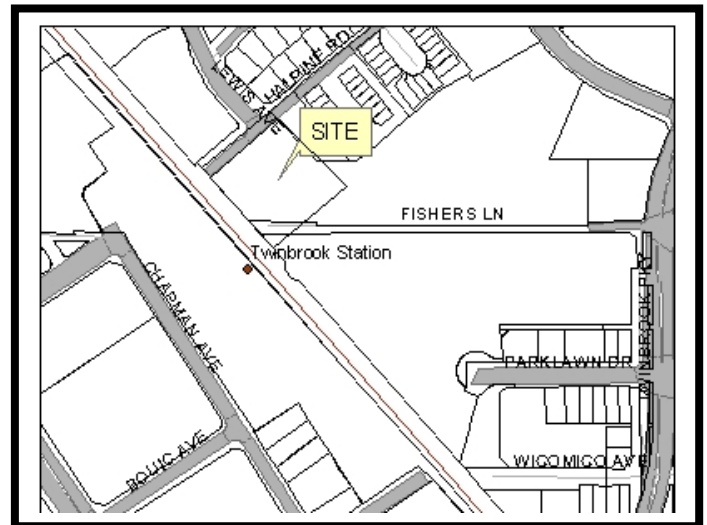 HALPINE RD
LEWIS AVE
SITE
FISHERS LN
Twinbrook Station
CHAPMAN AVE
TWINBROOK PKY
PARKLAWN DR
BOUIC AVE
WICOMICO AVE